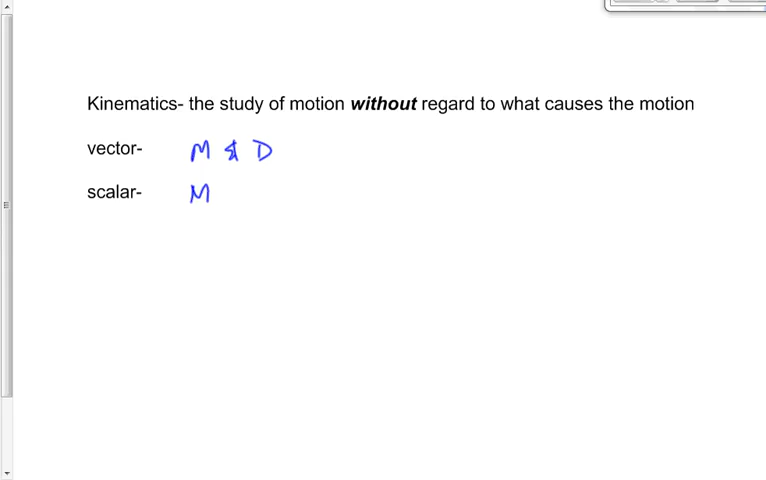 Kinematics- the study of motion without regard to what causes the motion
vector- M & D
scalar- M